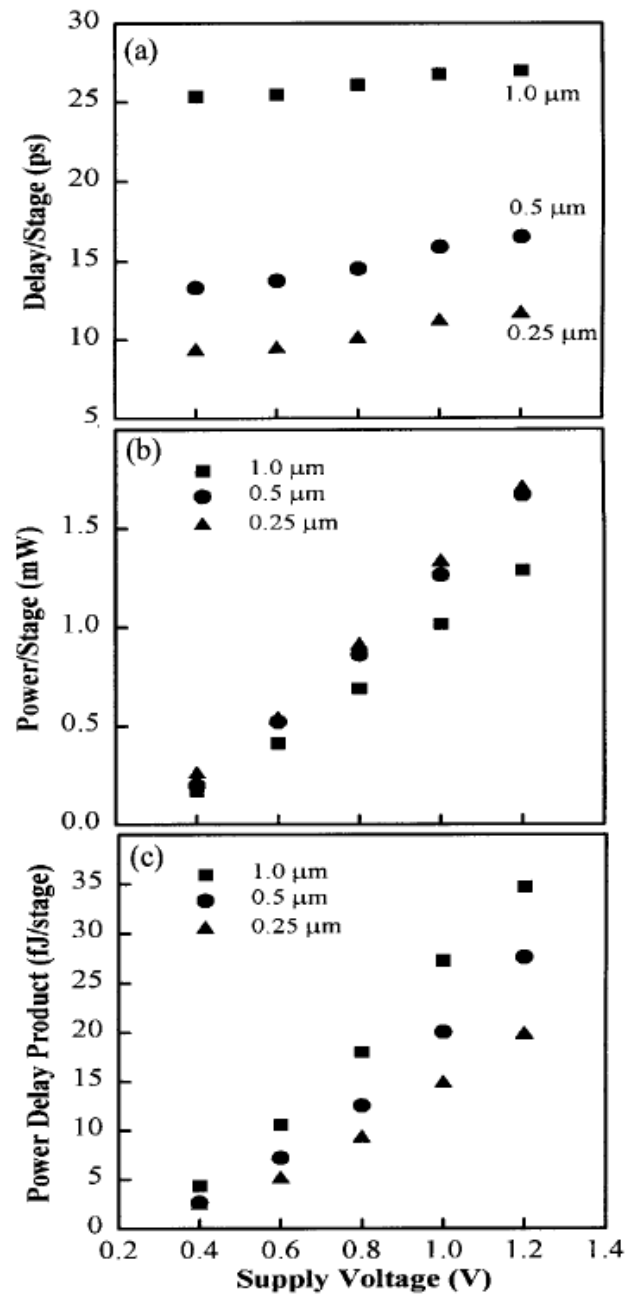 30
(a)
25
1.0 μm
20
0.5 μm
15
10
0.25 μm
5
Delay/Stage (ps)
(b)
1.0 μm
0.5 μm
0.25 μm
1.5
1.0
0.5
0.0
Power/Stage (mW)
(c)
1.0 μm
0.5 μm
0.25 μm
35
30
25
20
15
10
5
0
Power Delay Product (fJ/stage)
0.2 0.4 0.6 0.8 1.0 1.2 1.4
Supply Voltage (V)